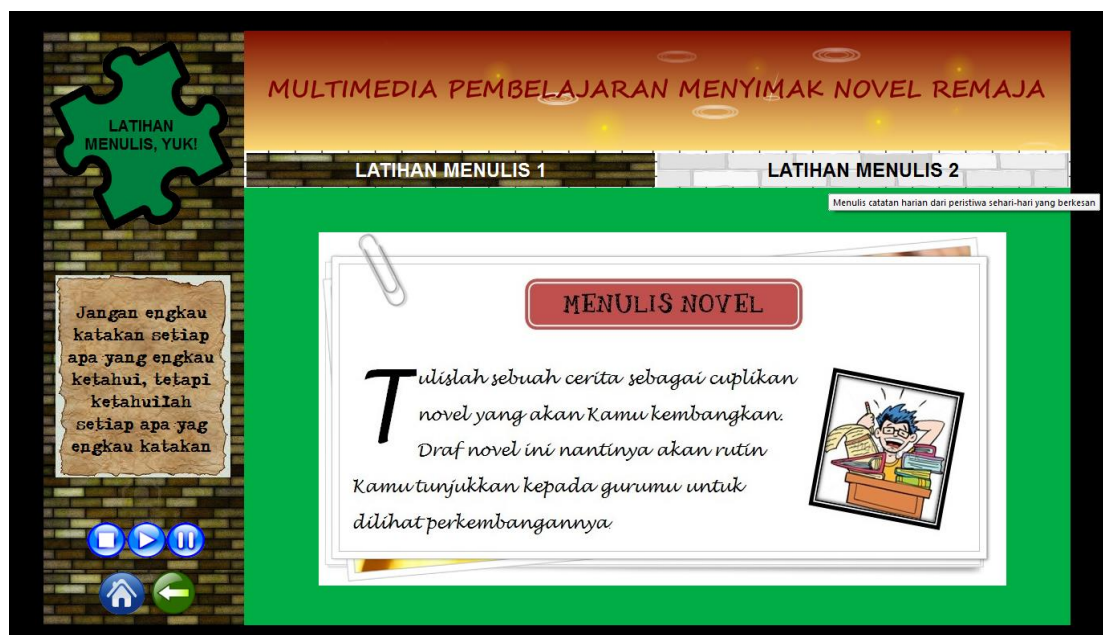 MULTIMEDIA PEMBELAJARAN MENYIMAK NOVEL REMAJA
LATIHAN
MENULIS, YUK!
LATIHAN MENULIS 1
LATIHAN MENULIS 2
Menulis catatan harian dari peristiwa sehari-hari yang berkesan
Jangan engkau
katakan setiap
apa yang engkau
ketahui, tetapi
ketahuilah
setiap apa yag
engkau katakan
MENULIS NOVEL
Tulislah sebuah cerita sebagai cuplikan
novel yang akan Kamu kembangkan.
Draf novel ini nantinya akan rutin
Kamu tunjukkan kepada gurumu untuk
dilihat perkembangannya